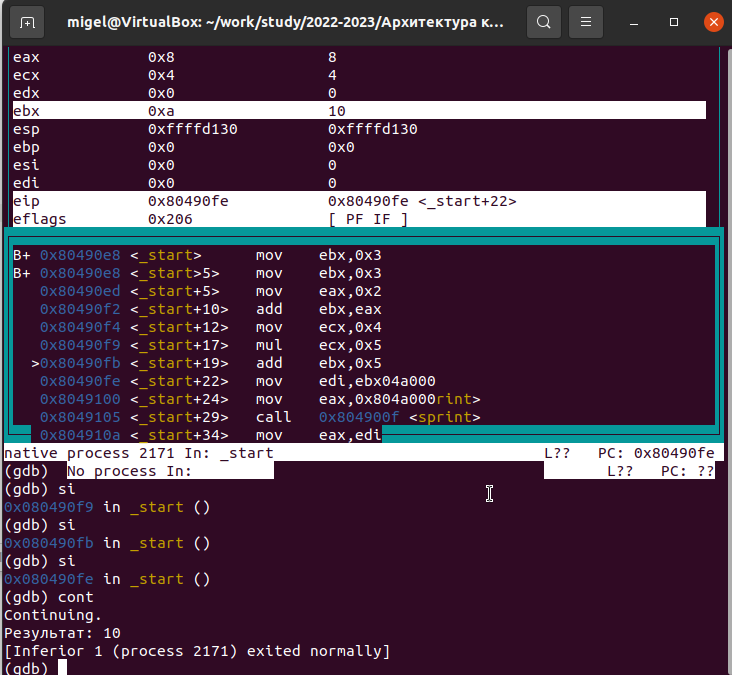 migel@VirtualBox: ~/work/study/2022-2023/Архитектура к...
eax 0x8 8
ecx 0x4 4
edx 0x0 0
ebx 0xa 10
esp 0xffffd130 0xffffd130
ebp 0x0 0x0
esi 0x0 0
edi 0x0 0
eip 0x80490fe 0x80490fe <_start+22>
eflags 0x206 [ PF IF ]
B+ 0x80490e8 <_start> mov ebx,0x3
B+ 0x80490e8 <_start>5> mov ebx,0x3
0x80490ed <_start+5> mov eax,0x2
0x80490f2 <_start+10> add ebx,eax
0x80490f4 <_start+12> mov ecx,0x4
0x80490f9 <_start+17> mul ecx,0x5
>0x80490fb <_start+19> add ebx,0x5
0x80490fe <_start+22> mov edi,ebx04a000
0x8049100 <_start+24> mov eax,0x804a000rint>
0x8049105 <_start+29> call 0x804900f <sprint>
0x804910a <_start+34> mov eax,edi
native process 2171 In: _start L?? PC: 0x80490fe
(gdb) No process In: L?? PC: ??
(gdb) si
0x080490f9 in _start ()
(gdb) si
0x080490fb in _start ()
(gdb) si
0x080490fe in _start ()
(gdb) cont
Continuing.
Результат: 10
[Inferior 1 (process 2171) exited normally]
(gdb)